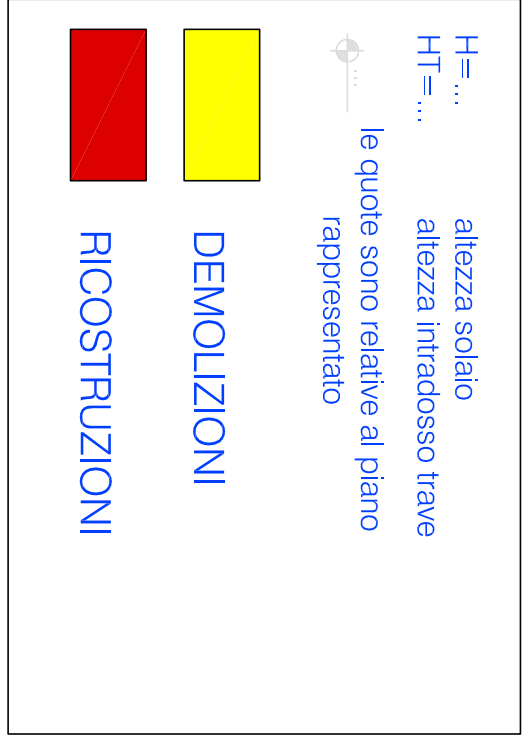 H=... altezza solaio
HT=... altezza intradosso trave
... le quote sono relative al piano
rappresentato
DEMOLIZIONI
RICOSTRUZIONI